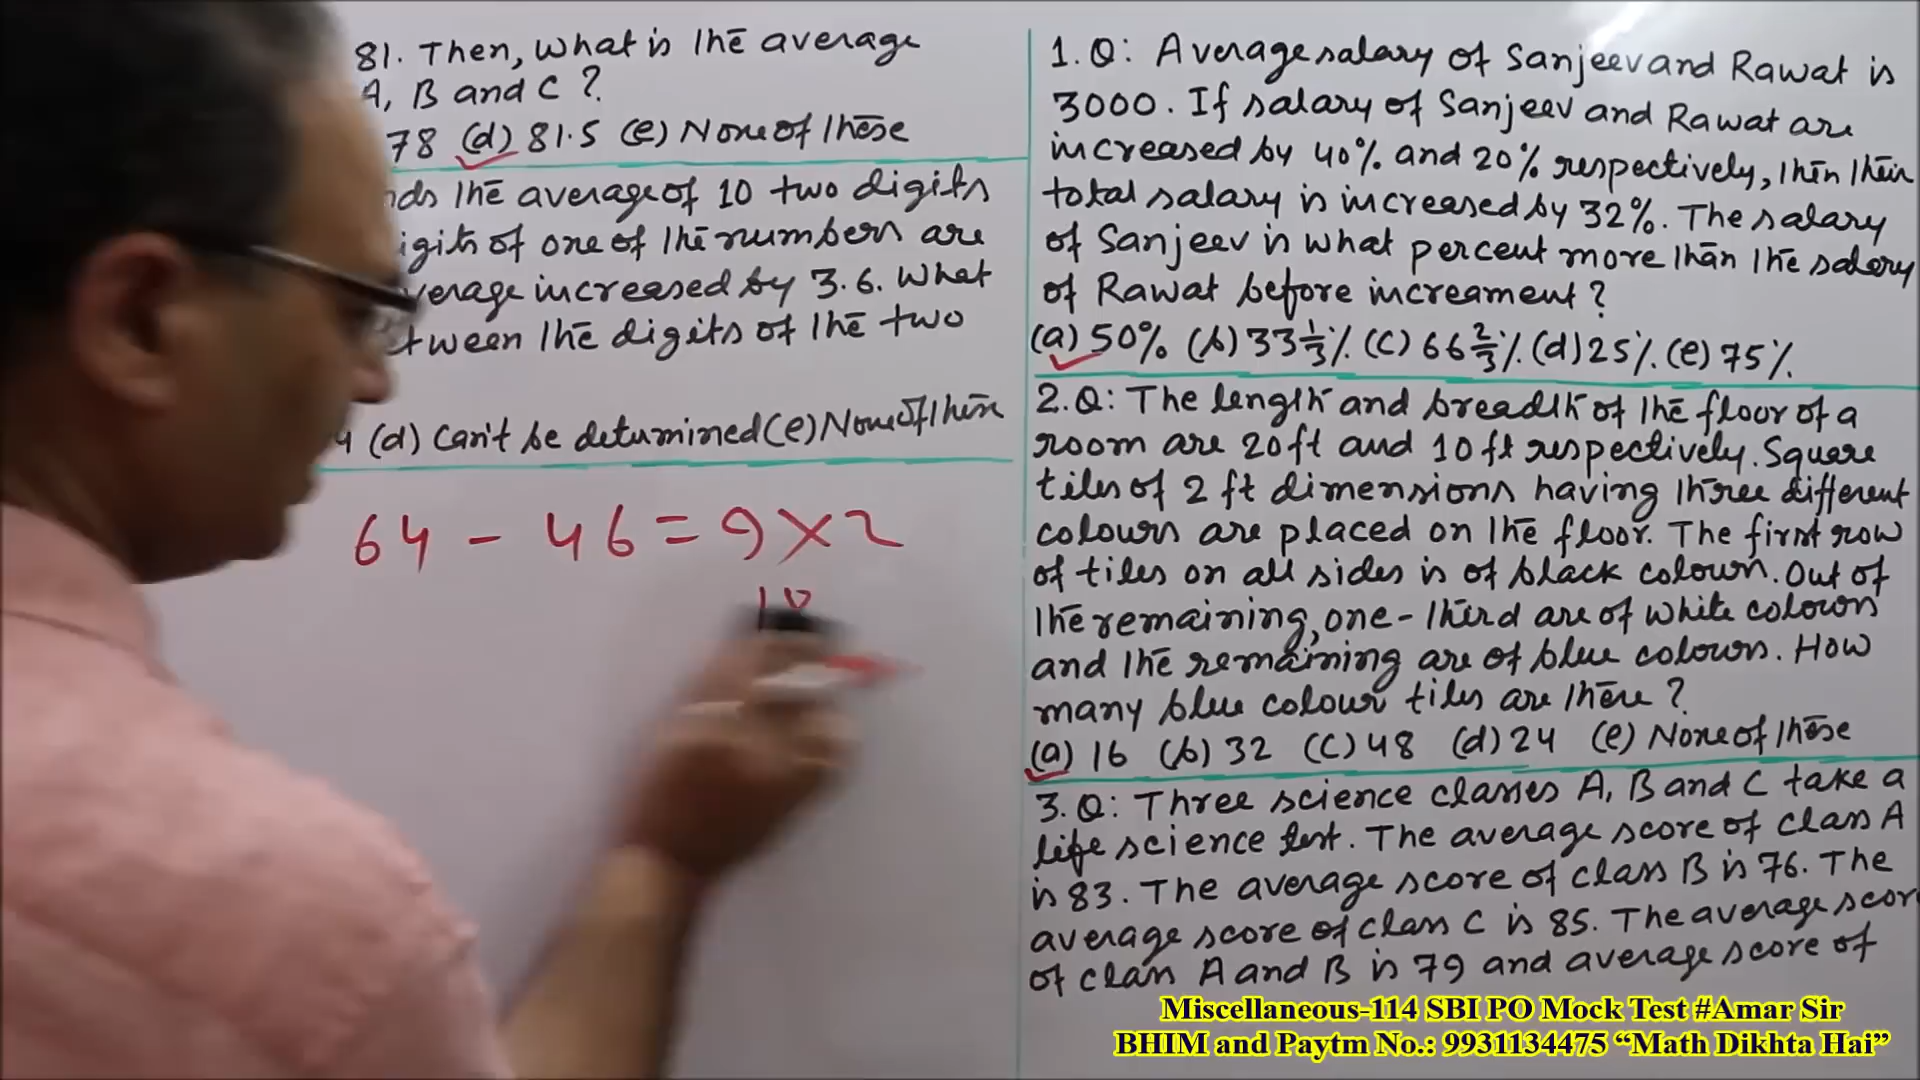 81. Then, what is the average
A, B and C ?
78 (d) 81.5 (e) None of these
nds the average of 10 two digits
igits of one of the numbers are
verage increased by 3.6. What
tween the digits of the two
4 (d) Can't be determined (e) None of these
64 - 46 = 9 × 2
18
1. Q: Average salary of Sanjeev and Rawat is
3000. If salary of Sanjeev and Rawat are
increased by 40% and 20% respectively, then their
total salary is increased by 32%. The salary
of Sanjeev is what percent more than the salary
of Rawat before increament ?
(a) 50% (b) 33 1/3 % (c) 66 2/3 % (d) 25% (e) 75%
2. Q: The length and breadth of the floor of a
room are 20 ft and 10 ft respectively. Square
tiles of 2 ft dimensions having three different
colours are placed on the floor. The first row
of tiles on all sides is of black colour. Out of
the remaining, one-third are of white colours
and the remaining are of blue colours. How
many blue colour tiles are there ?
(a) 16 (b) 32 (c) 48 (d) 24 (e) None of these
3. Q: Three science classes A, B and C take a
life science test. The average score of class A
is 83. The average score of class B is 76. The
average score of class C is 85. The average scor
of class A and B is 79 and average score of
Miscellaneous-114 SBI PO Mock Test #Amar Sir
BHIM and Paytm No.: 9931134475 “Math Dikhta Hai”